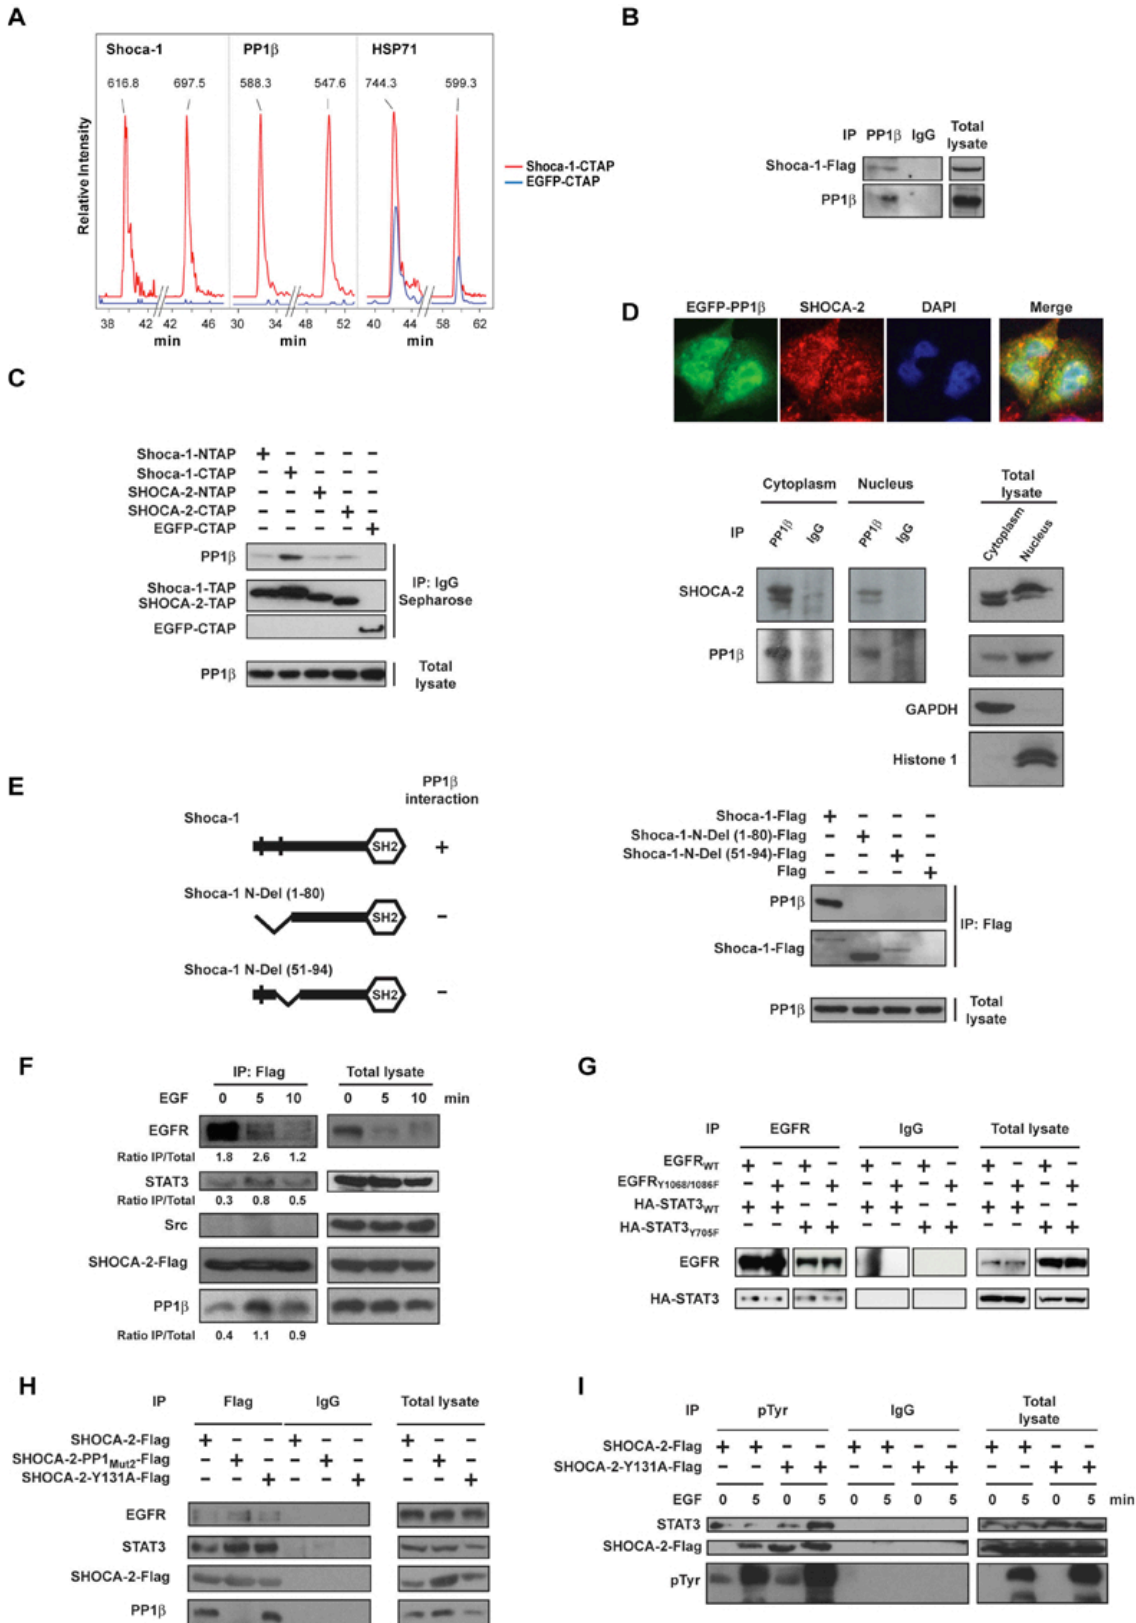 A
Shoca-1 PP1β HSP71
616.8 697.5 588.3 547.6 744.3 599.3
Relative Intensity
Shoca-1-CTAP
EGFP-CTAP
38 42 42 46 30 34 48 52 40 44 58 62
min min min
B
IP PP1β IgG Total lysate
Shoca-1-Flag
PP1β
C
Shoca-1-NTAP + − − − −
Shoca-1-CTAP − + − − −
SHOCA-2-NTAP − − + − −
SHOCA-2-CTAP − − − + −
EGFP-CTAP − − − − +
PP1β
Shoca-1-TAP
SHOCA-2-TAP
EGFP-CTAP
IP: IgG
Sepharose
PP1β
Total
lysate
D
EGFP-PP1β SHOCA-2 DAPI Merge
Cytoplasm Nucleus Total lysate
IP PP1β IgG PP1β IgG Cytoplasm Nucleus
SHOCA-2
PP1β
GAPDH
Histone 1
E
PP1β
interaction
Shoca-1
SH2 +
Shoca-1 N-Del (1-80)
SH2 −
Shoca-1 N-Del (51-94)
SH2 −
Shoca-1-Flag + − − −
Shoca-1-N-Del (1-80)-Flag − + − −
Shoca-1-N-Del (51-94)-Flag − − + −
Flag − − − +
PP1β
Shoca-1-Flag
IP: Flag
PP1β
Total
lysate
F
IP: Flag Total lysate
EGF 0 5 10 0 5 10 min
EGFR
Ratio IP/Total 1.8 2.6 1.2
STAT3
Ratio IP/Total 0.3 0.8 0.5
Src
SHOCA-2-Flag
PP1β
Ratio IP/Total 0.4 1.1 0.9
G
IP EGFR IgG Total lysate
EGFRWT + − + − + − + − + − + −
EGFRY1068/1086F − + − + − + − + − + − +
HA-STAT3WT + + − − + + − − + + − −
HA-STAT3Y705F − − + + − − + + − − + +
EGFR
HA-STAT3
H
IP Flag IgG Total lysate
SHOCA-2-Flag + − − + − − + − −
SHOCA-2-PP1Mut2-Flag − + − − + − − + −
SHOCA-2-Y131A-Flag − − + − − + − − +
EGFR
STAT3
SHOCA-2-Flag
PP1β
I
IP pTyr IgG Total
lysate
SHOCA-2-Flag + + − − + + − − + + − −
SHOCA-2-Y131A-Flag − − + + − − + + − − + +
EGF 0 5 0 5 0 5 0 5 0 5 0 5 min
STAT3
SHOCA-2-Flag
pTyr